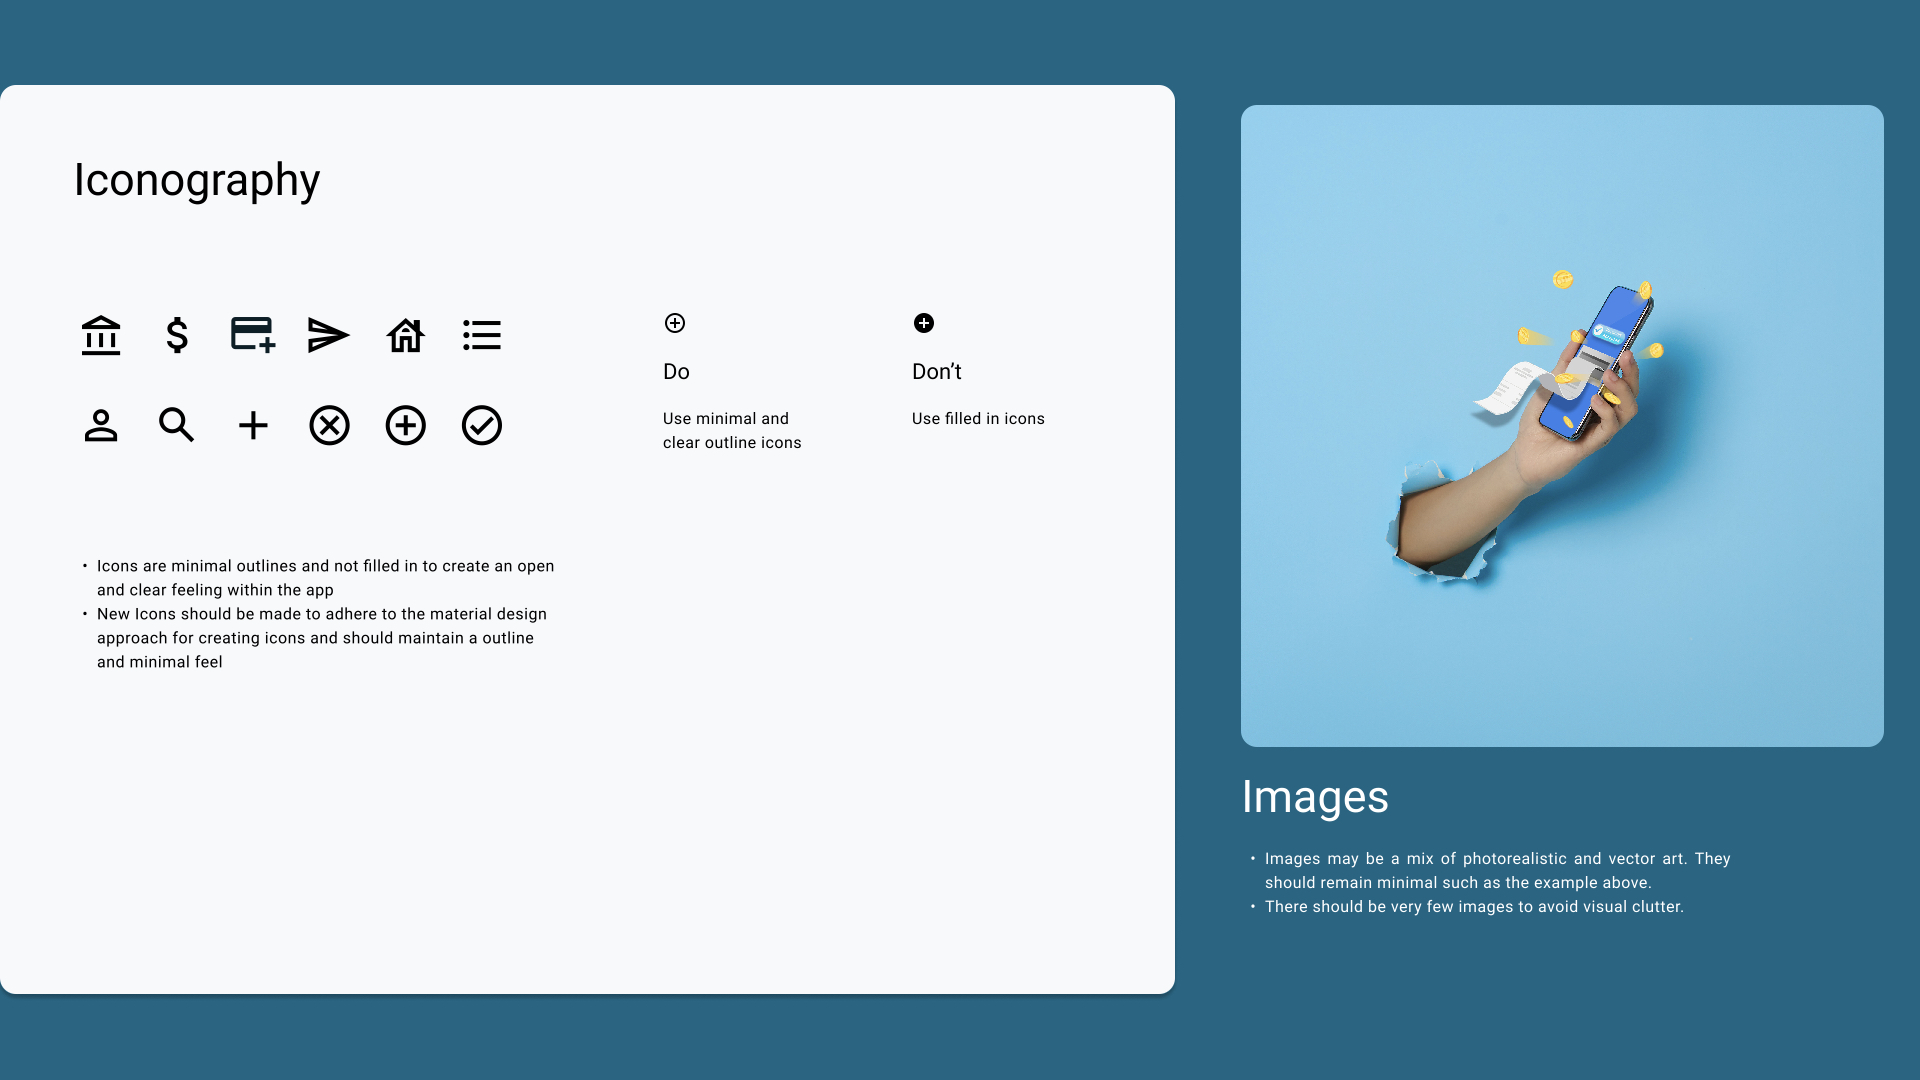 Iconography
Do
Use minimal and
clear outline icons
Don’t
Use filled in icons
• Icons are minimal outlines and not filled in to create an open
and clear feeling within the app
• New Icons should be made to adhere to the material design
approach for creating icons and should maintain a outline
and minimal feel
Images
• Images may be a mix of photorealistic and vector art. They
should remain minimal such as the example above.
• There should be very few images to avoid visual clutter.